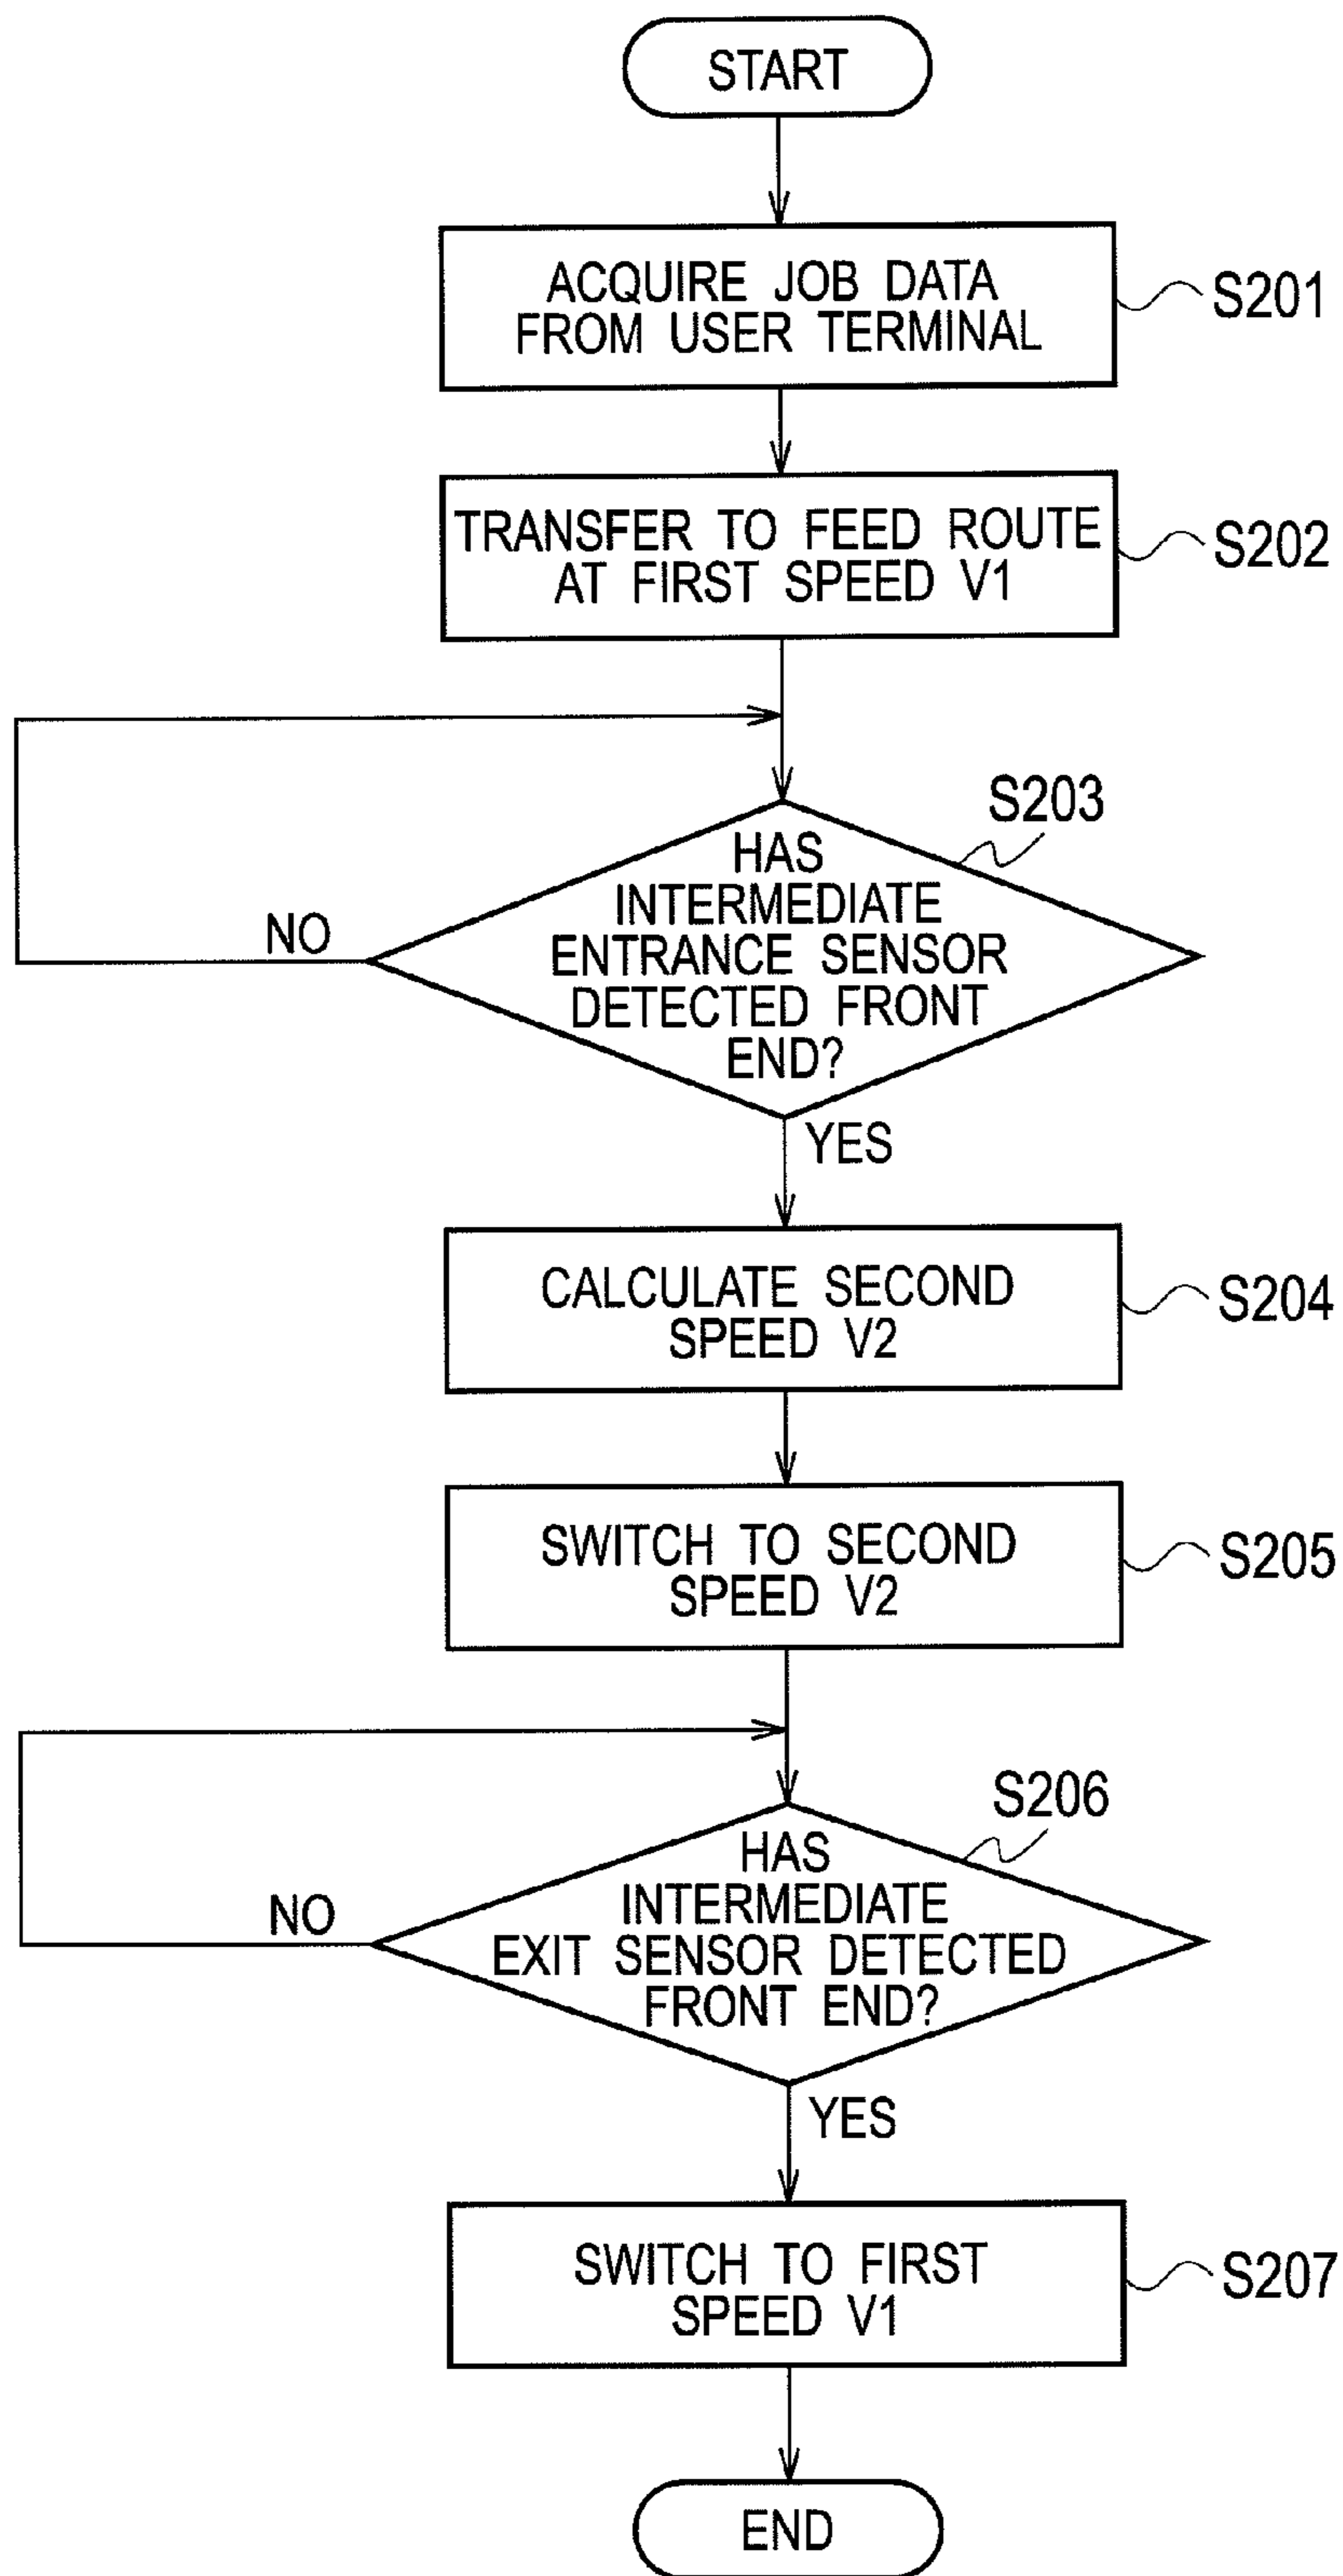 START
ACQUIRE JOB DATA
FROM USER TERMINAL
S201
TRANSFER TO FEED ROUTE
AT FIRST SPEED V1
S202
S203
HAS
INTERMEDIATE
ENTRANCE SENSOR
DETECTED FRONT
END?
NO
YES
CALCULATE SECOND
SPEED V2
S204
SWITCH TO SECOND
SPEED V2
S205
S206
HAS
INTERMEDIATE
EXIT SENSOR DETECTED
FRONT END?
NO
YES
SWITCH TO FIRST
SPEED V1
S207
END